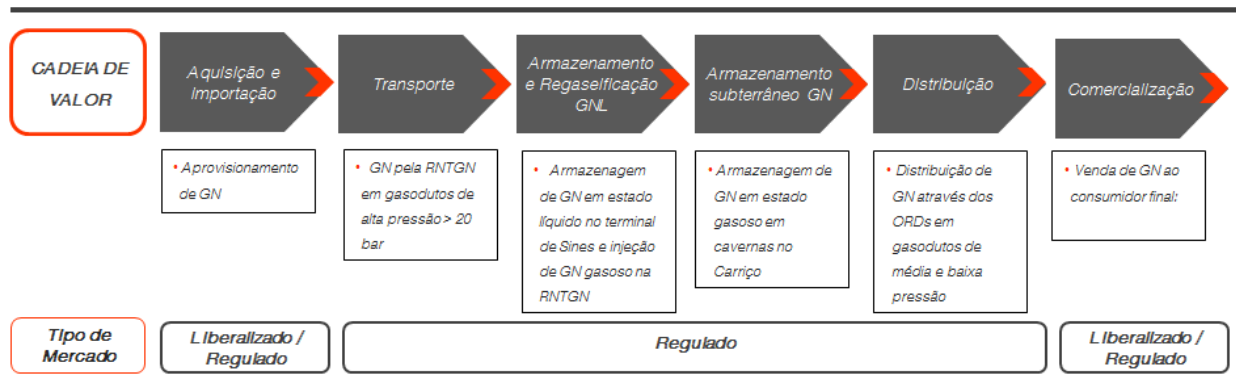 CADEIA DE
VALOR
Aquisição e
Importação
Transporte
Armazenamento
e Regaseificação
GNL
Armazenamento
subterrâneo GN
Distribuição
Comercialização
• Aprovisionamento
de GN
• GN pela RNTGN
em gasodutos de
alta pressão > 20
bar
• Armazenagem
de GN em estado
líquido no terminal
de Sines e injeção
de GN gasoso na
RNTGN
• Armazenagem de
GN em estado
gasoso em
cavernas no
Carriço
• Distribuição de
GN através dos
ORDs em
gasodutos de
média e baixa
pressão
• Venda de GN ao
consumidor final:
Tipo de
Mercado
Liberalizado /
Regulado
Regulado
Liberalizado /
Regulado